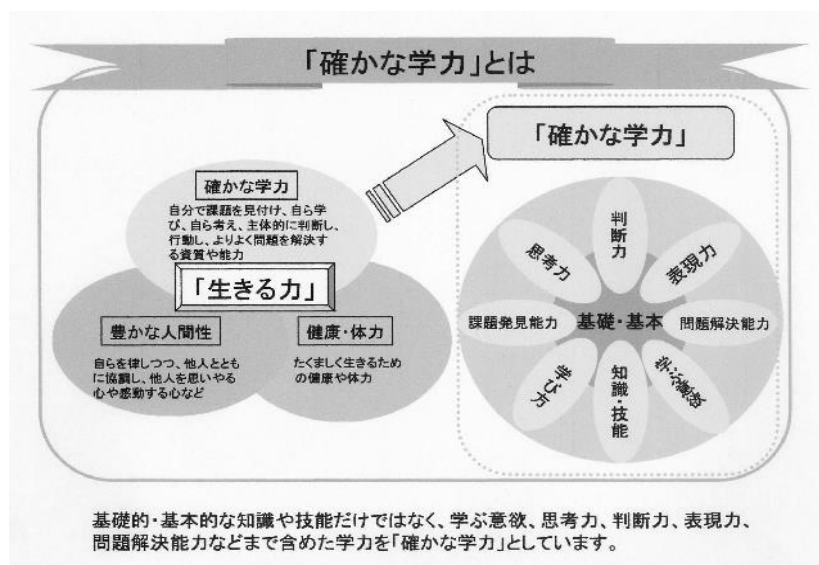 「確かな学力」とは
「確かな学力」
確かな学力
自分で課題を見付け、自ら学
び、自ら考え、主体的に判断し、
行動し、よりよく問題を解決す
る資質や能力
「生きる力」
豊かな人間性
自らを律しつつ、他人ととも
に協調し、他人を思いやる
心や感動する心など
健康・体力
たくましく生きるため
の健康や体力
判断力
思考力
表現力
課題発見能力
基礎・基本
問題解決能力
学び方
知識・技能
学ぶ意欲
基礎的・基本的な知識や技能だけではなく、学ぶ意欲、思考力、判断力、表現力、
問題解決能力などまで含めた学力を「確かな学力」としています。